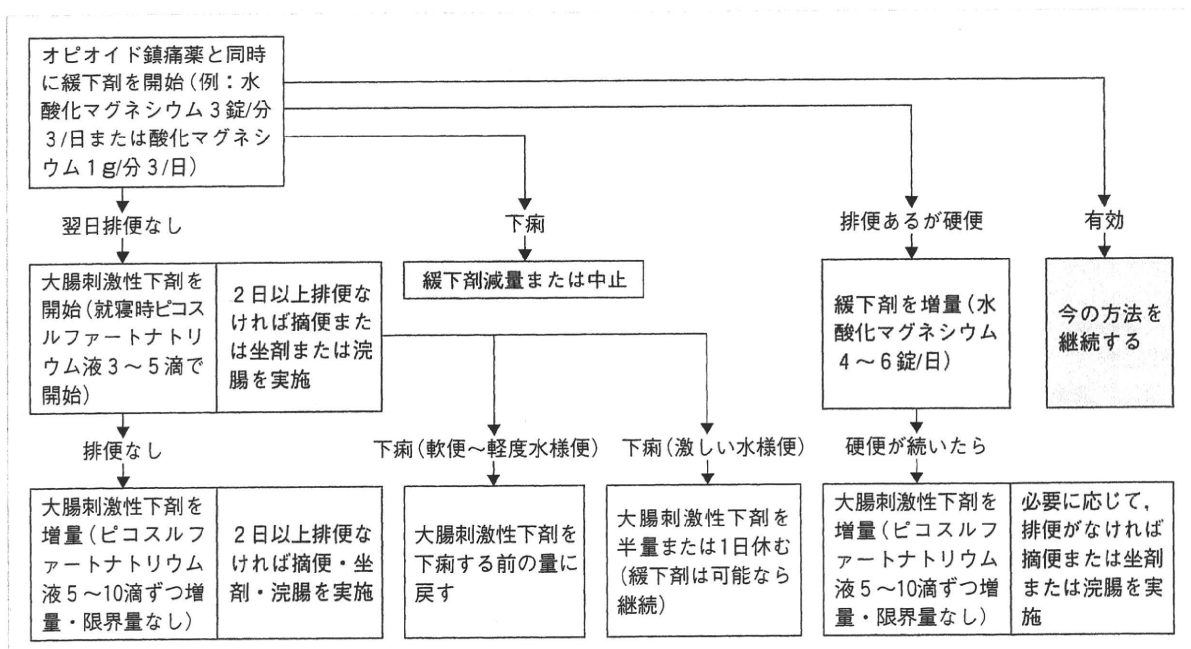 オピオイド鎮痛薬と同時
に緩下剤を開始(例：水
酸化マグネシウム3錠/分
3/日または酸化マグネシ
ウム1g/分3/日)
翌日排便なし
下痢
排便あるが硬便
有効
大腸刺激性下剤を
開始(就寝時ピコス
ルファートナトリ
ウム液3～5滴で
開始)
2日以上排便な
ければ摘便また
は坐剤または浣
腸を実施
緩下剤減量または中止
緩下剤を増量(水
酸化マグネシウム
4～6錠/日)
今の方法を
継続する
排便なし
下痢(軟便～軽度水様便)
下痢(激しい水様便)
硬便が続いたら
大腸刺激性下剤を
増量(ピコスルフ
ァートナトリウム
液5～10滴ずつ増
量・限界量なし)
2日以上排便な
ければ摘便・坐
剤・浣腸を実施
大腸刺激性下剤を
下痢する前の量に
戻す
大腸刺激性下剤を
半量または1日休む
(緩下剤は可能なら
継続)
大腸刺激性下剤を
増量(ピコスルフ
ァートナトリウム
液5～10滴ずつ増
量・限界量なし)
必要に応じて，
排便がなければ
摘便または坐剤
または浣腸を実
施